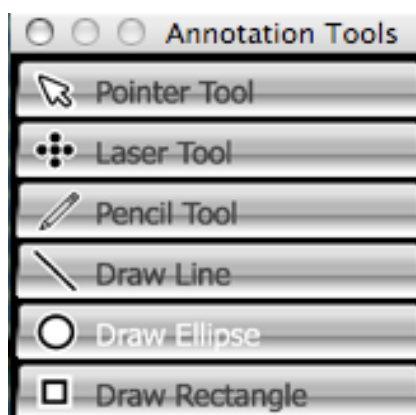 Annotation Tools
Pointer Tool
Laser Tool
Pencil Tool
Draw Line
Draw Ellipse
Draw Rectangle